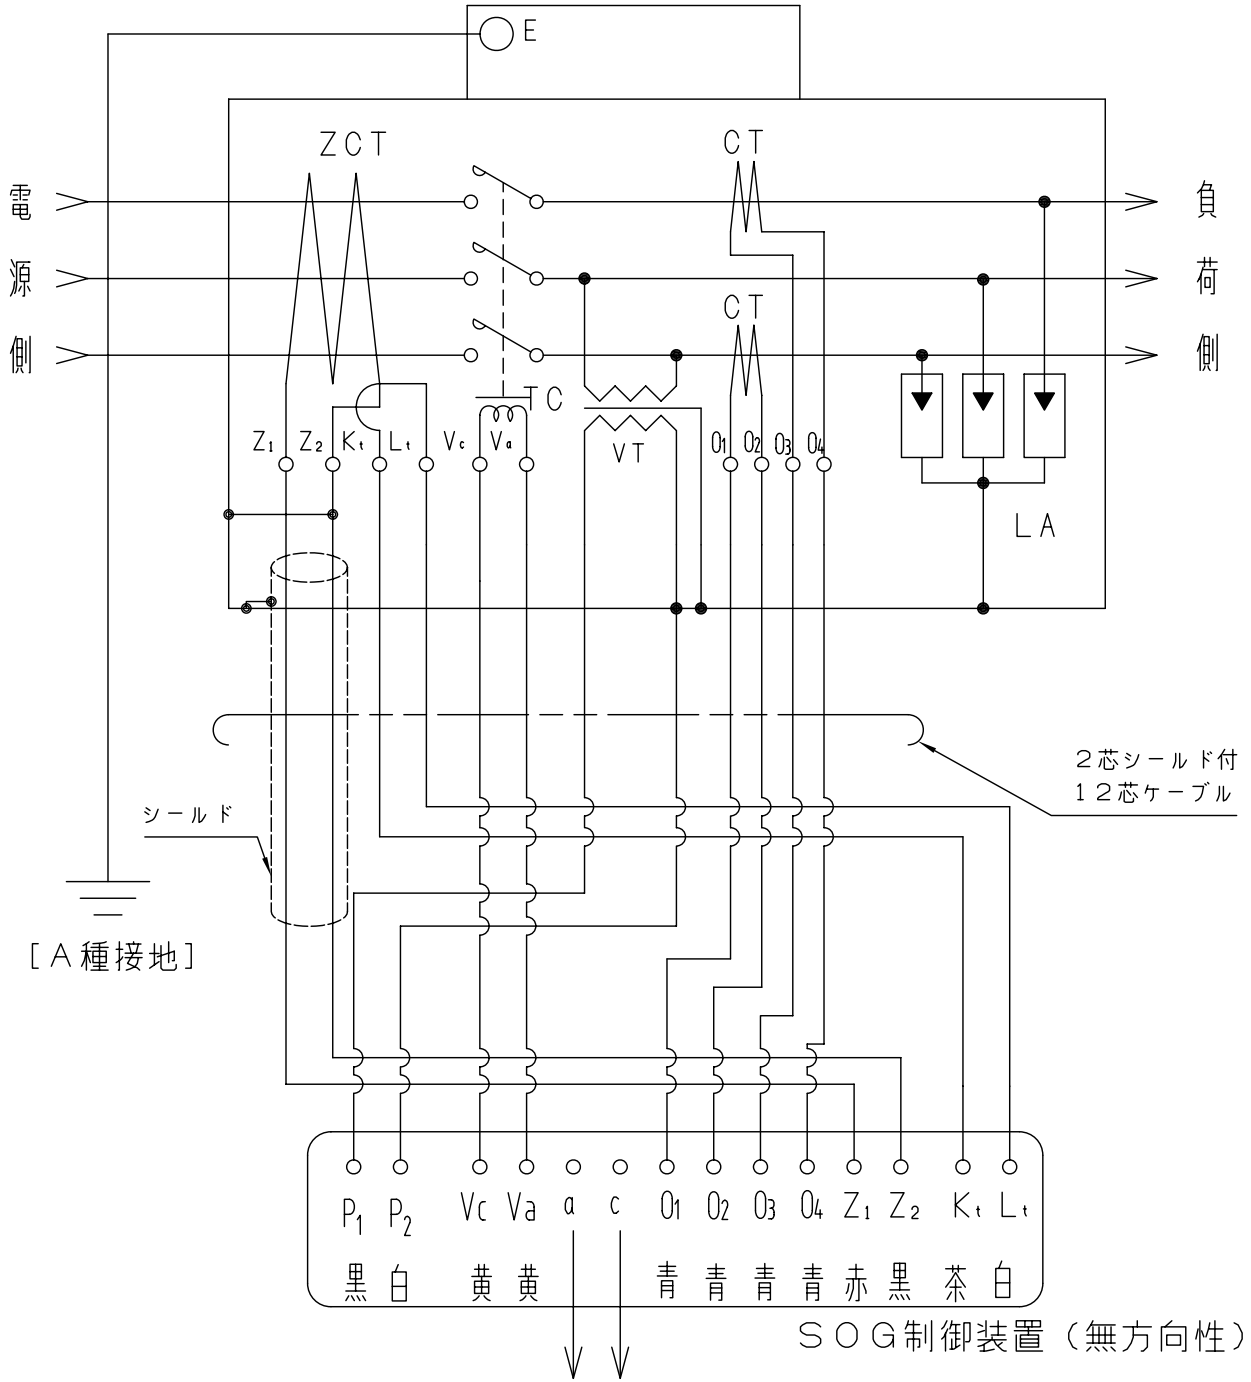 E
ZCT
CT
電源側
負荷側
CT
TC
Z1 Z2 Kt Lt Vc Va
VT
O1 O2 O3 O4
LA
2芯シールド付
12芯ケーブル
シールド
[A種接地]
P1 P2 Vc Va a c O1 O2 O3 O4 Z1 Z2 Kt Lt
黒 白 黄 黄 青 青 青 青 赤 黒 茶 白
SOG制御装置(無方向性)